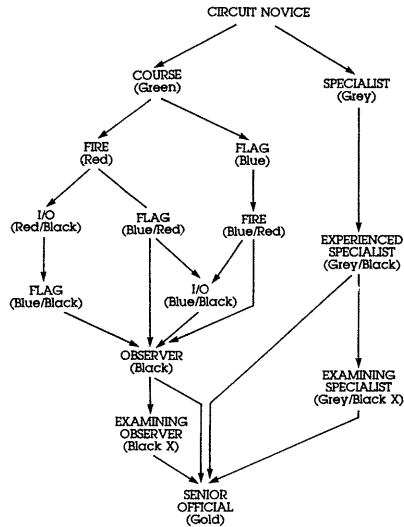 CIRCUIT NOVICE
COURSE
(Green)
SPECIALIST
(Grey)
FIRE
(Red)
FLAG
(Blue)
I/O
(Red/Black)
FLAG
(Blue/Red)
FIRE
(Blue/Red)
EXPERIENCED
SPECIALIST
(Grey/Black)
FLAG
(Blue/Black)
I/O
(Blue/Black)
OBSERVER
(Black)
EXAMINING
SPECIALIST
(Grey/Black X)
EXAMINING
OBSERVER
(Black X)
SENIOR
OFFICIAL
(Gold)